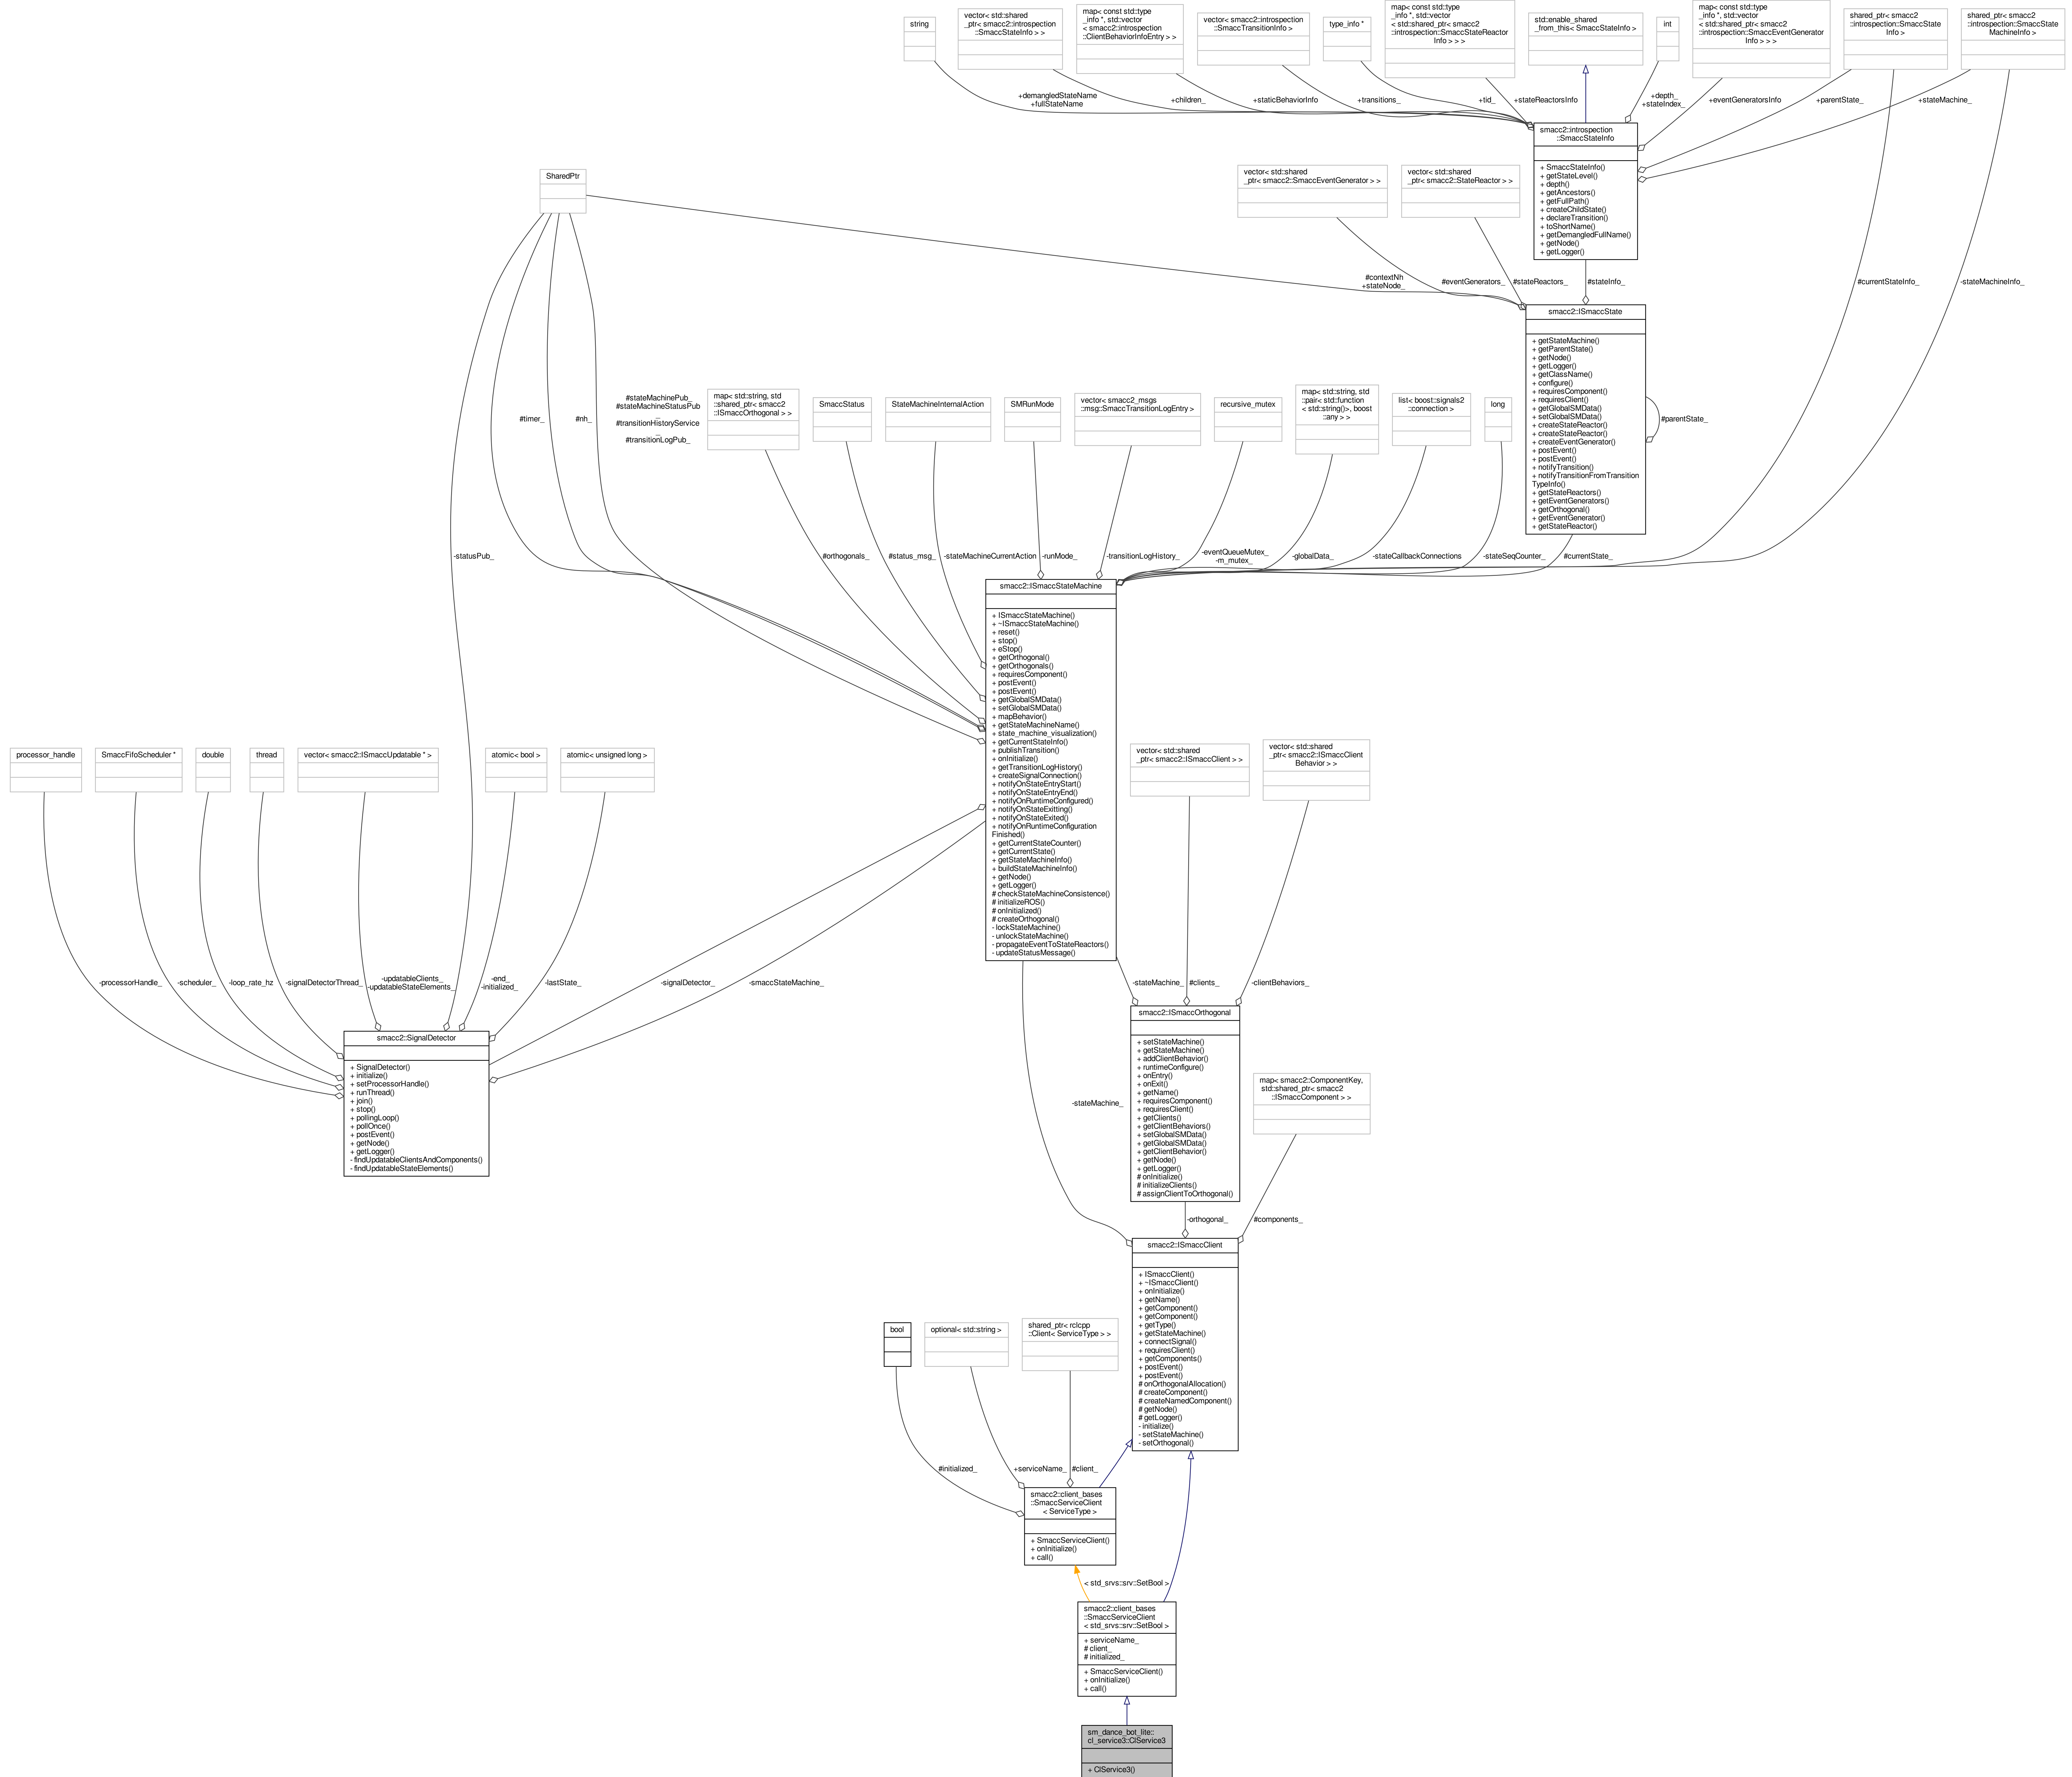 string
vector< std::shared
_ptr< smacc2::introspection
::SmaccStateInfo > >
map< const std::type
_info *, std::vector
< smacc2::introspection
::ClientBehaviorInfoEntry > >
vector< smacc2::introspection
::SmaccTransitionInfo >
type_info *
map< const std::type
_info *, std::vector
< std::shared_ptr< smacc2
::introspection::SmaccStateReactor
Info > > >
std::enable_shared
_from_this< SmaccStateInfo >
int
map< const std::type
_info *, std::vector
< std::shared_ptr< smacc2
::introspection::SmaccEventGenerator
Info > > >
shared_ptr< smacc2
::introspection::SmaccState
Info >
shared_ptr< smacc2
::introspection::SmaccState
MachineInfo >
+demangledStateName
+fullStateName
+children_
+staticBehaviorInfo
+transitions_
+tid_
+stateReactorsInfo
+depth_
+stateIndex_
+eventGeneratorsInfo
+parentState_
+stateMachine_
smacc2::introspection
::SmaccStateInfo
+ SmaccStateInfo()
+ getStateLevel()
+ depth()
+ getAncestors()
+ getFullPath()
+ createChildState()
+ declareTransition()
+ toShortName()
+ getDemangledFullName()
+ getNode()
+ getLogger()
SharedPtr
vector< std::shared
_ptr< smacc2::SmaccEventGenerator > >
vector< std::shared
_ptr< smacc2::StateReactor > >
#contextNh
+stateNode_
#eventGenerators_
#stateReactors_
#stateInfo_
#currentStateInfo_
-stateMachineInfo_
smacc2::ISmaccState
+ getStateMachine()
+ getParentState()
+ getNode()
+ getLogger()
+ getClassName()
+ configure()
+ requiresComponent()
+ requiresClient()
+ getGlobalSMData()
+ setGlobalSMData()
+ createStateReactor()
+ createStateReactor()
+ createEventGenerator()
+ postEvent()
+ postEvent()
+ notifyTransition()
+ notifyTransitionFromTransition
TypeInfo()
+ getStateReactors()
+ getEventGenerators()
+ getOrthogonal()
+ getEventGenerator()
+ getStateReactor()
#parentState_
#timer_
#nh_
#stateMachinePub_
#stateMachineStatusPub
_
#transitionHistoryService
_
#transitionLogPub_
map< std::string, std
::shared_ptr< smacc2
::ISmaccOrthogonal > >
SmaccStatus
StateMachineInternalAction
SMRunMode
vector< smacc2_msgs
::msg::SmaccTransitionLogEntry >
recursive_mutex
map< std::string, std
::pair< std::function
< std::string()>, boost
::any > >
list< boost::signals2
::connection >
long
-statusPub_
#orthogonals_
#status_msg_
-stateMachineCurrentAction
-runMode_
-transitionLogHistory_
-eventQueueMutex_
-m_mutex_
-globalData_
-stateCallbackConnections
-stateSeqCounter_
#currentState_
smacc2::ISmaccStateMachine
+ ISmaccStateMachine()
+ ~ISmaccStateMachine()
+ reset()
+ stop()
+ eStop()
+ getOrthogonal()
+ getOrthogonals()
+ requiresComponent()
+ postEvent()
+ postEvent()
+ getGlobalSMData()
+ setGlobalSMData()
+ mapBehavior()
+ getStateMachineName()
+ state_machine_visualization()
+ getCurrentStateInfo()
+ publishTransition()
+ onInitialize()
+ getTransitionLogHistory()
+ createSignalConnection()
+ notifyOnStateEntryStart()
+ notifyOnStateEntryEnd()
+ notifyOnRuntimeConfigured()
+ notifyOnStateExitting()
+ notifyOnStateExited()
+ notifyOnRuntimeConfiguration
Finished()
+ getCurrentStateCounter()
+ getCurrentState()
+ getStateMachineInfo()
+ buildStateMachineInfo()
+ getNode()
+ getLogger()
# checkStateMachineConsistence()
# initializeROS()
# onInitialized()
# createOrthogonal()
- lockStateMachine()
- unlockStateMachine()
- propagateEventToStateReactors()
- updateStatusMessage()
processor_handle
SmaccFifoScheduler *
double
thread
vector< smacc2::ISmaccUpdatable * >
atomic< bool >
atomic< unsigned long >
vector< std::shared
_ptr< smacc2::ISmaccClient > >
vector< std::shared
_ptr< smacc2::ISmaccClient
Behavior > >
-processorHandle_
-scheduler_
-loop_rate_hz
-signalDetectorThread_
-updatableClients_
-updatableStateElements_
-end_
-initialized_
-lastState_
-signalDetector_
-smaccStateMachine_
-stateMachine_
#clients_
-clientBehaviors_
smacc2::SignalDetector
+ SignalDetector()
+ initialize()
+ setProcessorHandle()
+ runThread()
+ join()
+ stop()
+ pollingLoop()
+ pollOnce()
+ postEvent()
+ getNode()
+ getLogger()
- findUpdatableClientsAndComponents()
- findUpdatableStateElements()
smacc2::ISmaccOrthogonal
+ setStateMachine()
+ getStateMachine()
+ addClientBehavior()
+ runtimeConfigure()
+ onEntry()
+ onExit()
+ getName()
+ requiresComponent()
+ requiresClient()
+ getClients()
+ getClientBehaviors()
+ setGlobalSMData()
+ getGlobalSMData()
+ getClientBehavior()
+ getNode()
+ getLogger()
# onInitialize()
# initializeClients()
# assignClientToOrthogonal()
map< smacc2::ComponentKey,
std::shared_ptr< smacc2
::ISmaccComponent > >
-stateMachine_
-orthogonal_
#components_
smacc2::ISmaccClient
+ ISmaccClient()
+ ~ISmaccClient()
+ onInitialize()
+ getName()
+ getComponent()
+ getComponent()
+ getType()
+ getStateMachine()
+ connectSignal()
+ requiresClient()
+ getComponents()
+ postEvent()
+ postEvent()
# onOrthogonalAllocation()
# createComponent()
# createNamedComponent()
# getNode()
# getLogger()
- initialize()
- setStateMachine()
- setOrthogonal()
bool
optional< std::string >
shared_ptr< rclcpp
::Client< ServiceType > >
#initialized_
+serviceName_
#client_
smacc2::client_bases
::SmaccServiceClient
< ServiceType >
+ SmaccServiceClient()
+ onInitialize()
+ call()
< std_srvs::srv::SetBool >
smacc2::client_bases
::SmaccServiceClient
< std_srvs::srv::SetBool >
+ serviceName_
# client_
# initialized_
+ SmaccServiceClient()
+ onInitialize()
+ call()
sm_dance_bot_lite::
cl_service3::ClService3
+ ClService3()